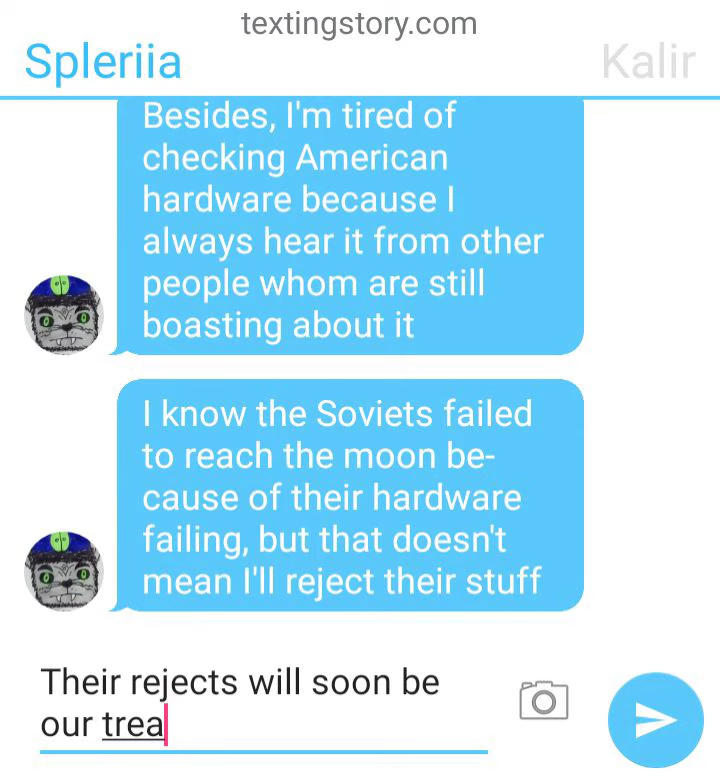 textingstory.com
Spleriia
Kalir
Besides, I'm tired of
checking American
hardware because I
always hear it from other
people whom are still
boasting about it
I know the Soviets failed
to reach the moon be-
cause of their hardware
failing, but that doesn't
mean I'll reject their stuff
Their rejects will soon be
our trea